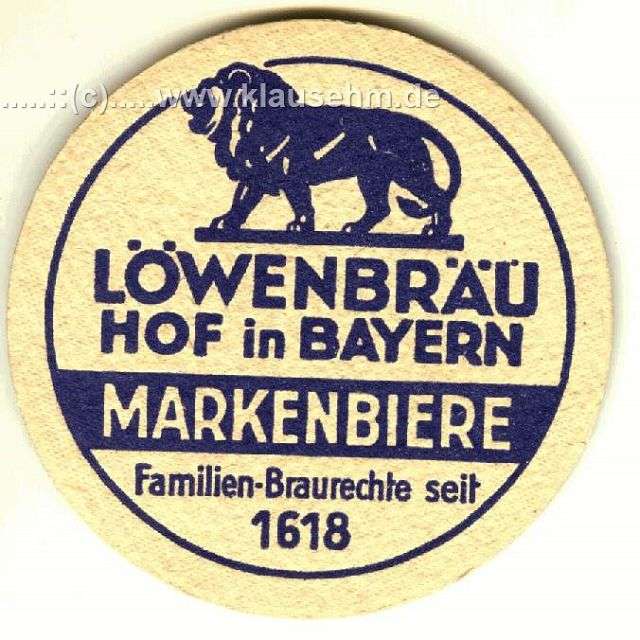 .....::(c).....www.klausehm.de
LÖWENBRÄU
HOF in BAYERN
MARKENBIERE
Familien-Braurechte seit
1618